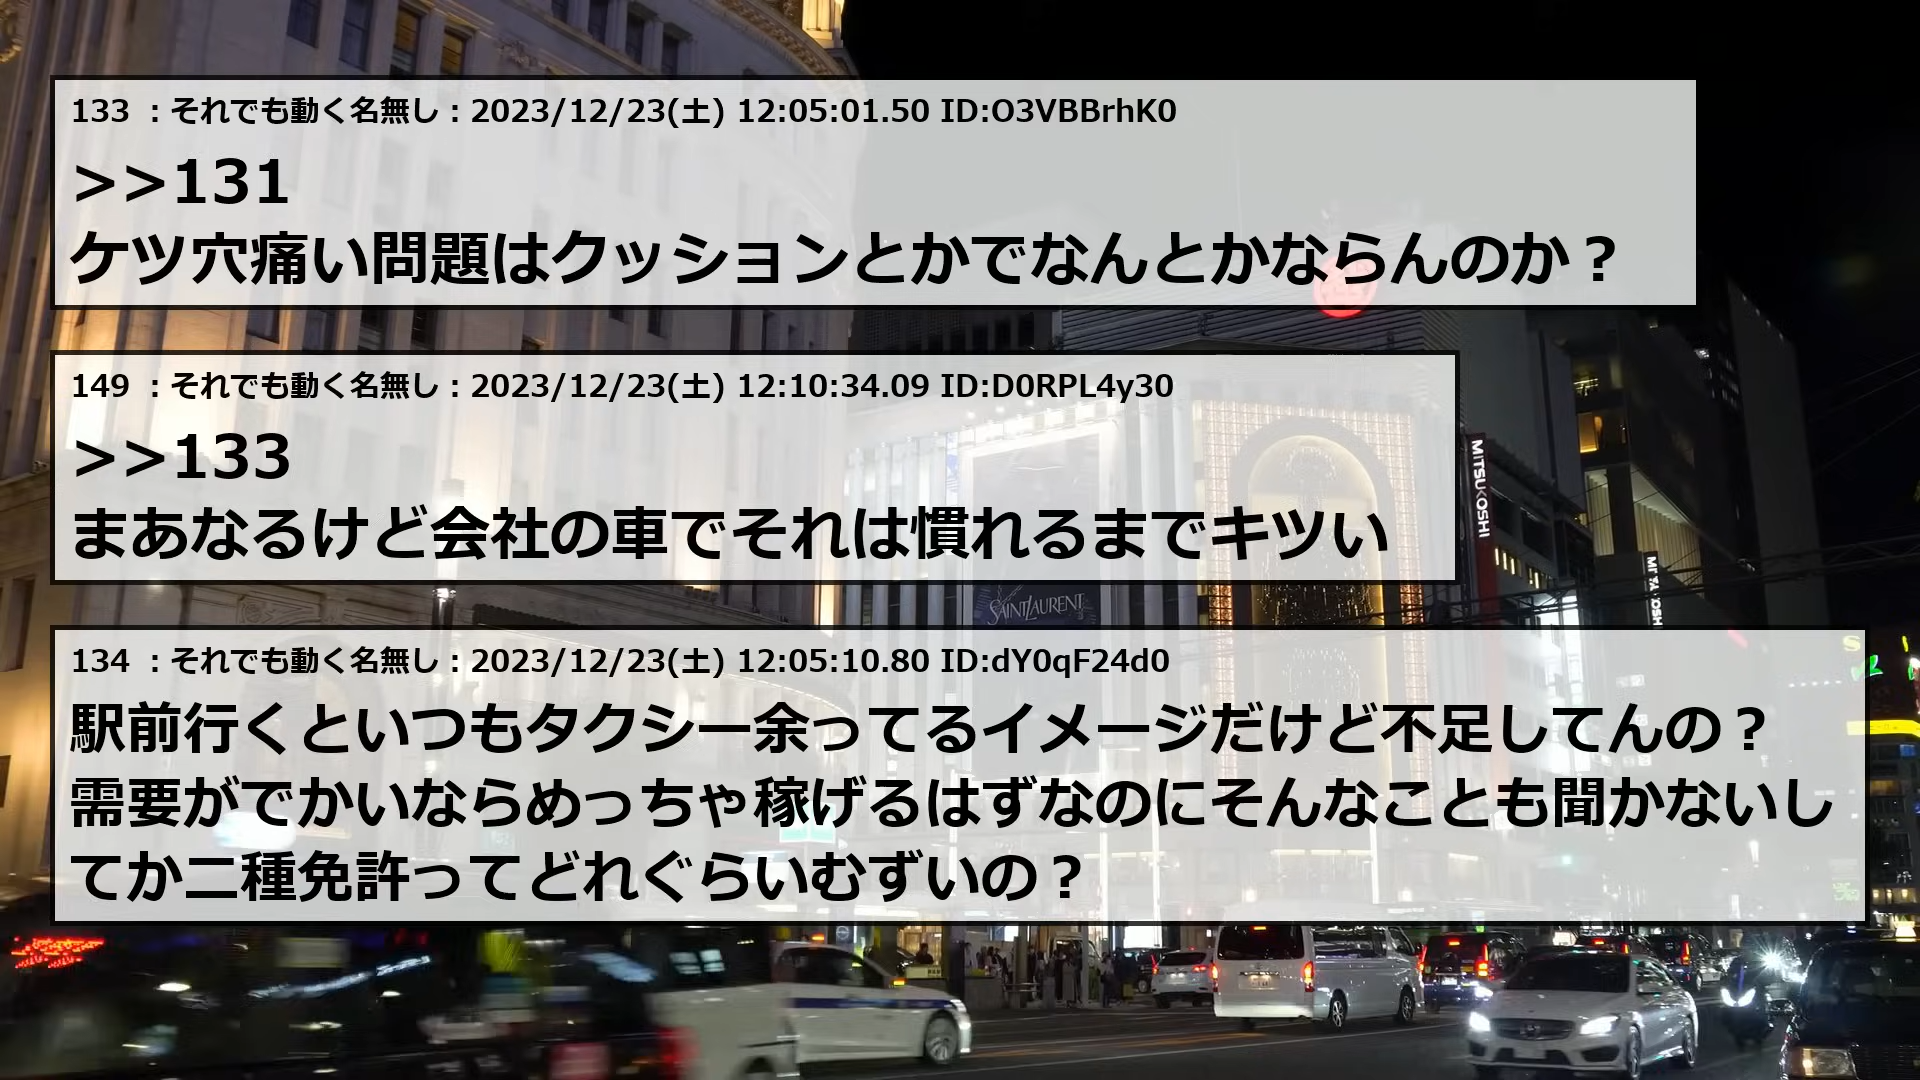 133 ：それでも動く名無し：2023/12/23(土) 12:05:01.50 ID:O3VBBrhK0
>>131
ケツ穴痛い問題はクッションとかでなんとかならんのか？
149 ：それでも動く名無し：2023/12/23(土) 12:10:34.09 ID:D0RPL4y30
>>133
まあなるけど会社の車でそれは慣れるまでキツい
MITSUKOSHI
SAINT LAURENT
134 ：それでも動く名無し：2023/12/23(土) 12:05:10.80 ID:dY0qF24d0
駅前行くといつもタクシー余ってるイメージだけど不足してんの？
需要がでかいならめっちゃ稼げるはずなのにそんなことも聞かないし
てか二種免許ってどれぐらいむずいの？